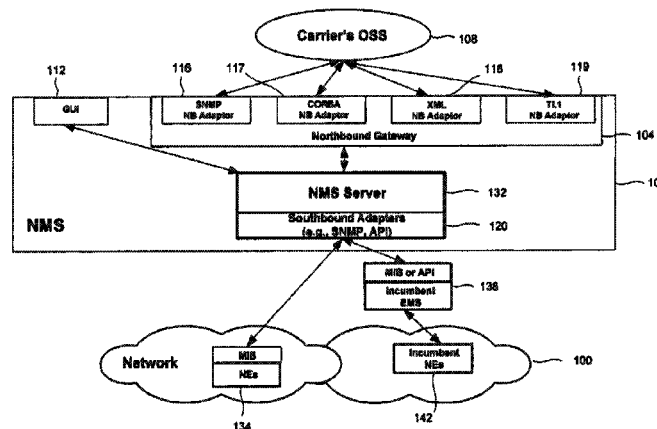 Carrier's OSS
108
112
116
117
118
119
GUI
SNMP
NB Adaptor
CORBA
NB Adaptor
XML
NB Adaptor
TL1
NB Adaptor
Northbound Gateway
104
NMS Server
132
10
NMS
Southbound Adapters
(e.g., SNMP, API)
120
MIB or API
Incumbent
EMS
138
Network
MIB
NEs
Incumbent
NEs
100
134
142